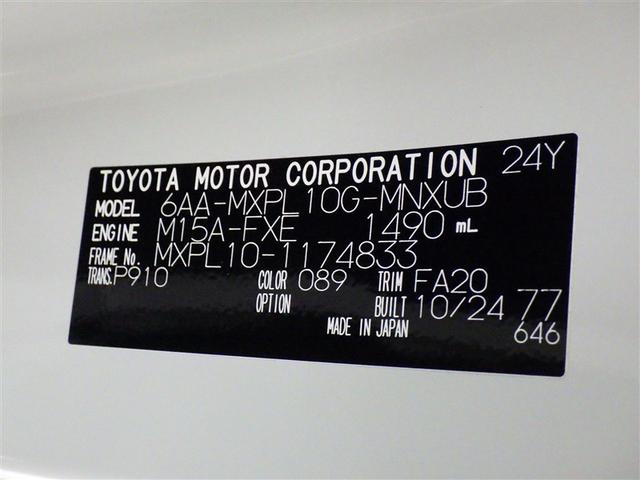 TOYOTA MOTOR CORPORATION 24Y
MODEL 6AA-MXPL10G-MNXUB
ENGINE M15A-FXE 1490 mL
FRAME No. MXPL10-1174833
TRANS. P910 COLOR 089 TRIM FA20
OPTION BUILT 10/24 77
MADE IN JAPAN 646